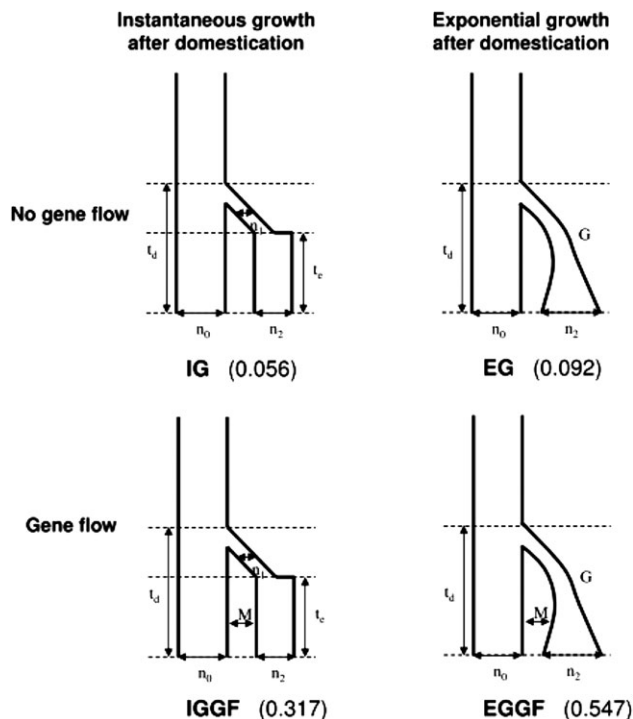 Instantaneous growth
after domestication
Exponential growth
after domestication
No gene flow
t_d
n_1
t_e
n_0
n_2
IG (0.056)
t_d
G
n_0
n_2
EG (0.092)
Gene flow
t_d
n_1
M
t_e
n_0
n_2
IGGF (0.317)
t_d
G
M
n_0
n_2
EGGF (0.547)